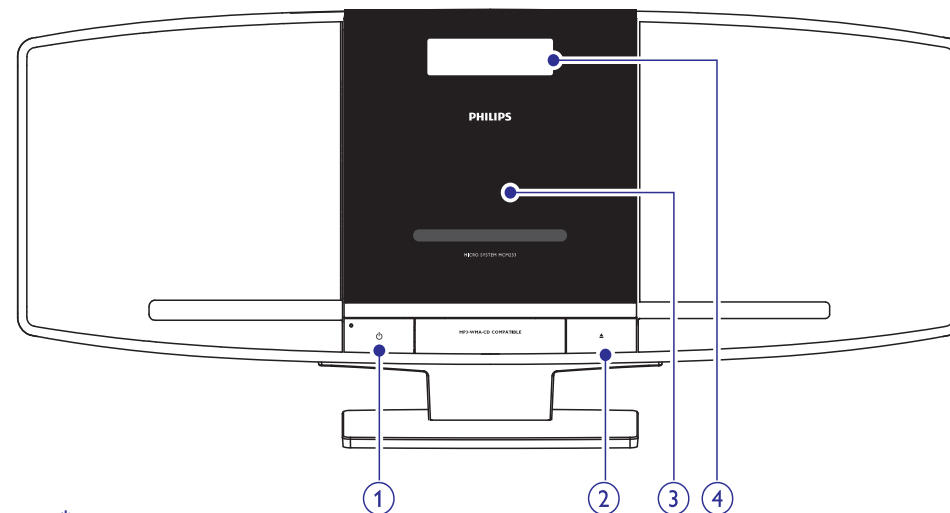 PHILIPS
MICRO SYSTEM MCM233
MP3-WMA-CD COMPATIBLE
1 2 3 4